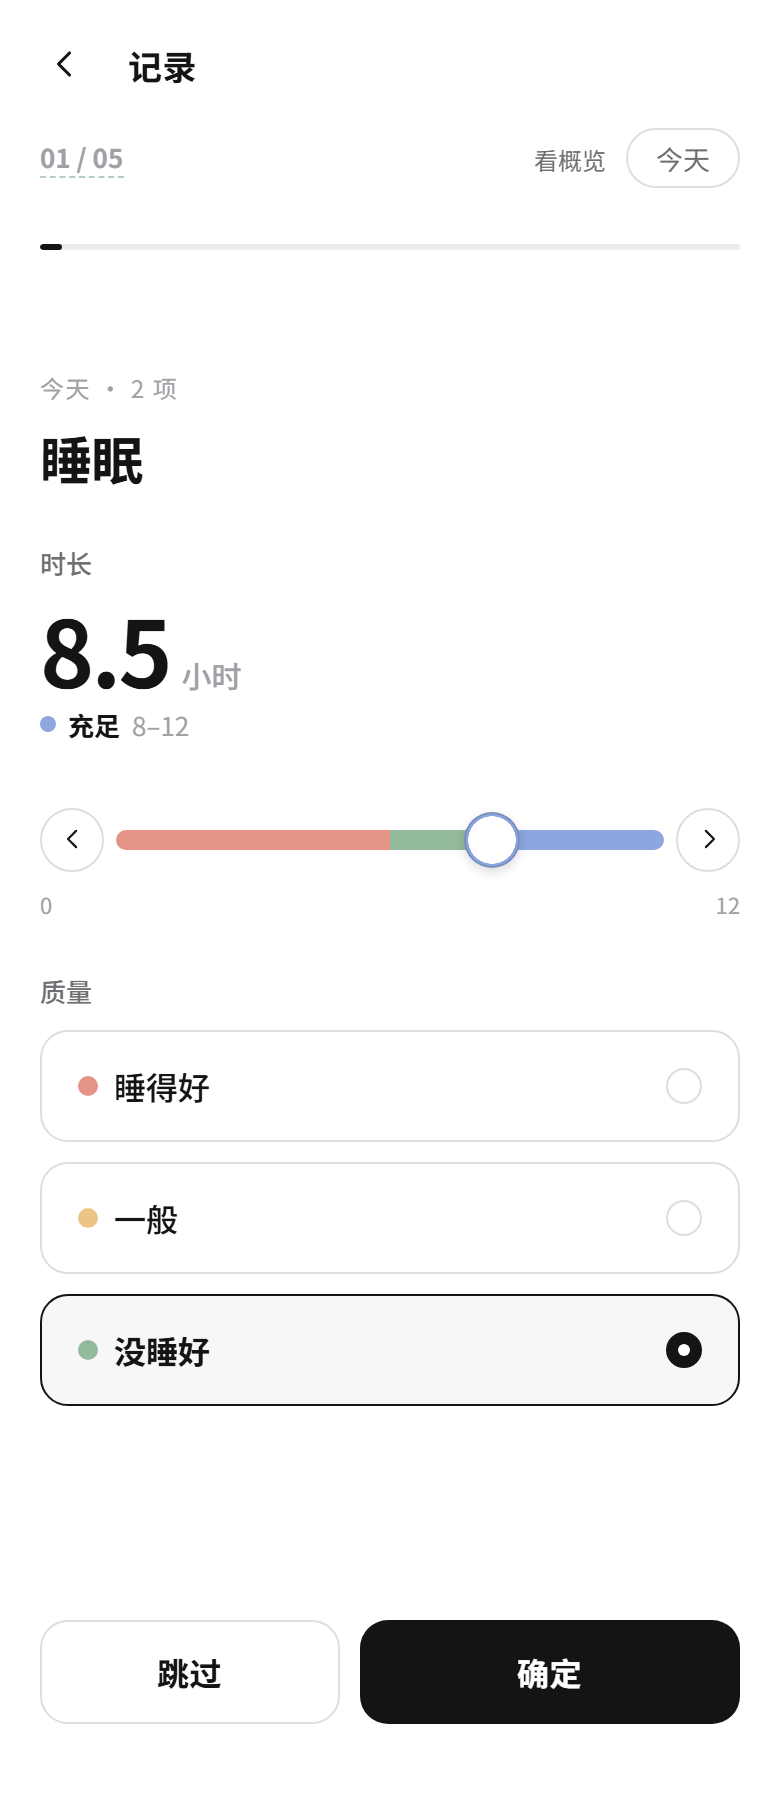 记录
01 / 05
看概览
今天
今天 · 2 项
睡眠
时长
8.5 小时
充足 8–12
0
12
质量
睡得好
一般
没睡好
跳过
确定